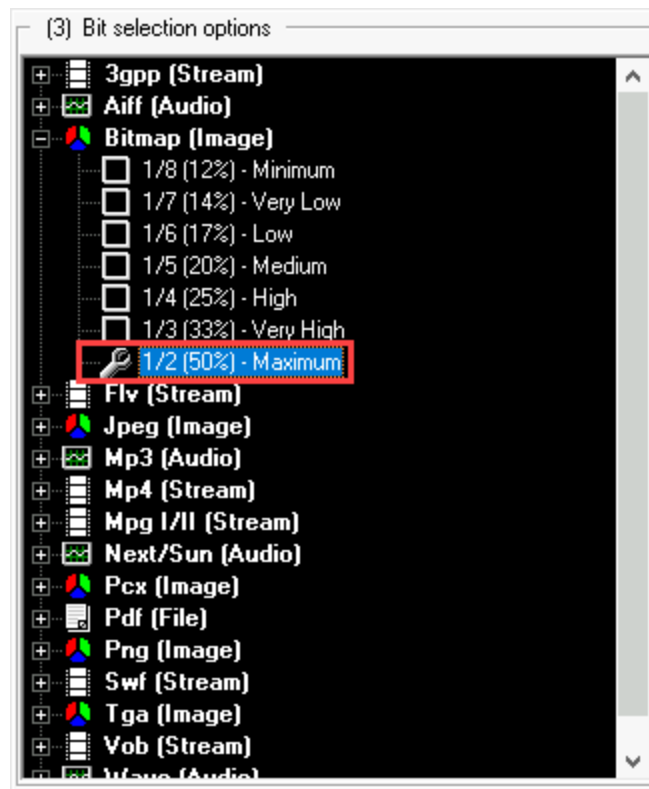 (3) Bit selection options
3gpp (Stream)
Aiff (Audio)
Bitmap (Image)
1/8 (12%) - Minimum
1/7 (14%) - Very Low
1/6 (17%) - Low
1/5 (20%) - Medium
1/4 (25%) - High
1/3 (33%) - Very High
1/2 (50%) - Maximum
Flv (Stream)
Jpeg (Image)
Mp3 (Audio)
Mp4 (Stream)
Mpg I/II (Stream)
Next/Sun (Audio)
Pcx (Image)
Pdf (File)
Png (Image)
Swf (Stream)
Tga (Image)
Vob (Stream)
Wave (Audio)